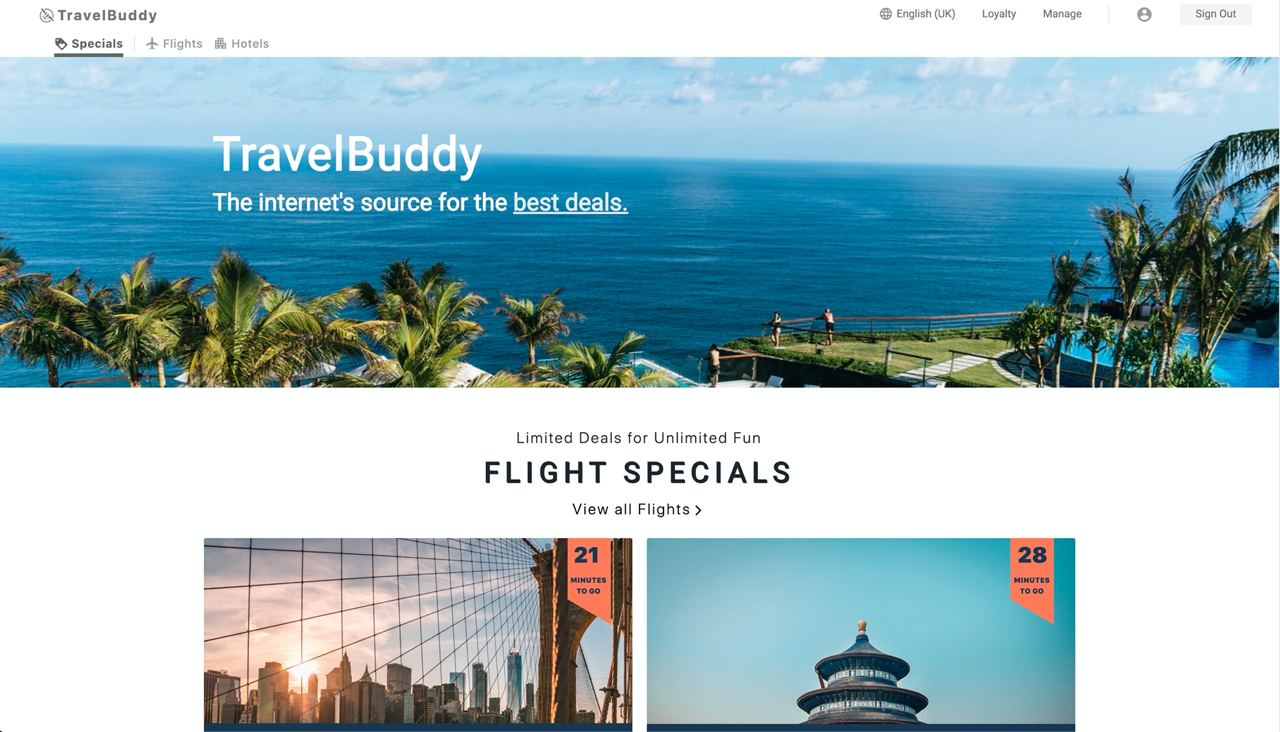 TravelBuddy
English (UK) Loyalty Manage Sign Out
Specials Flights Hotels
TravelBuddy
The internet's source for the best deals.
Limited Deals for Unlimited Fun
FLIGHT SPECIALS
View all Flights
21
MINUTES
TO GO
28
MINUTES
TO GO